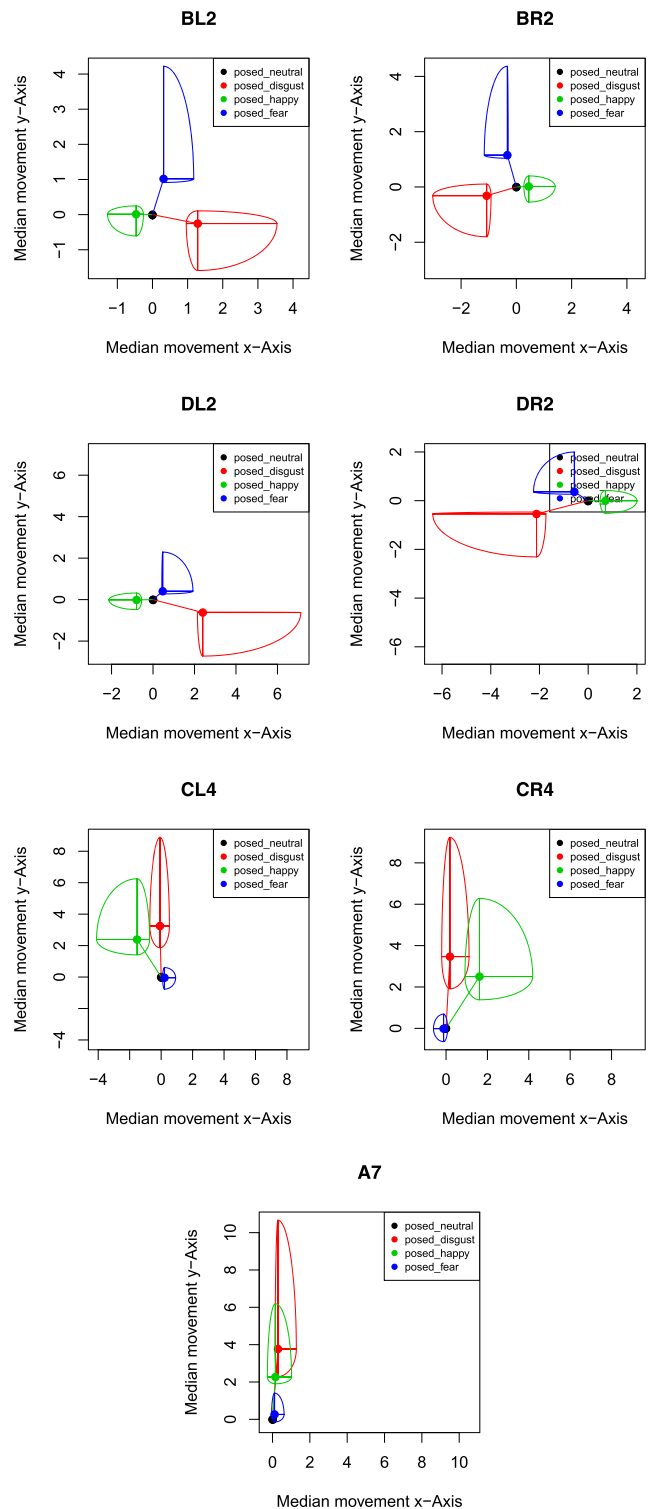 BL2
Median movement y−Axis
4
3
2
1
0
−1
posed_neutral
posed_disgust
posed_happy
posed_fear
−1 0 1 2 3 4
Median movement x−Axis
BR2
Median movement y−Axis
4
2
0
−2
posed_neutral
posed_disgust
posed_happy
posed_fear
−2 0 2 4
Median movement x−Axis
DL2
Median movement y−Axis
6
4
2
0
−2
posed_neutral
posed_disgust
posed_happy
posed_fear
−2 0 2 4 6
Median movement x−Axis
DR2
Median movement y−Axis
2
0
−2
−4
−6
posed_neutral
posed_disgust
posed_happy
posed_fear
−6 −4 −2 0 2
Median movement x−Axis
CL4
Median movement y−Axis
8
6
4
2
0
−4
posed_neutral
posed_disgust
posed_happy
posed_fear
−4 0 2 4 6 8
Median movement x−Axis
CR4
Median movement y−Axis
8
6
4
2
0
posed_neutral
posed_disgust
posed_happy
posed_fear
0 2 4 6 8
Median movement x−Axis
A7
Median movement y−Axis
10
8
6
4
2
0
posed_neutral
posed_disgust
posed_happy
posed_fear
0 2 4 6 8 10
Median movement x−Axis